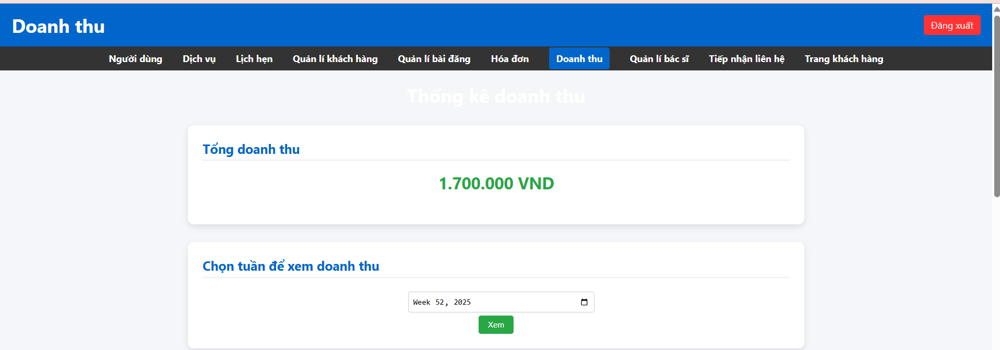 Doanh thu
Đăng xuất
Người dùng Dịch vụ Lịch hẹn Quản lí khách hàng Quản lí bài đăng Hóa đơn Doanh thu Quản lí bác sĩ Tiếp nhận liên hệ Trang khách hàng
Thống kê doanh thu
Tổng doanh thu
1.700.000 VND
Chọn tuần để xem doanh thu
Week 52, 2025
Xem